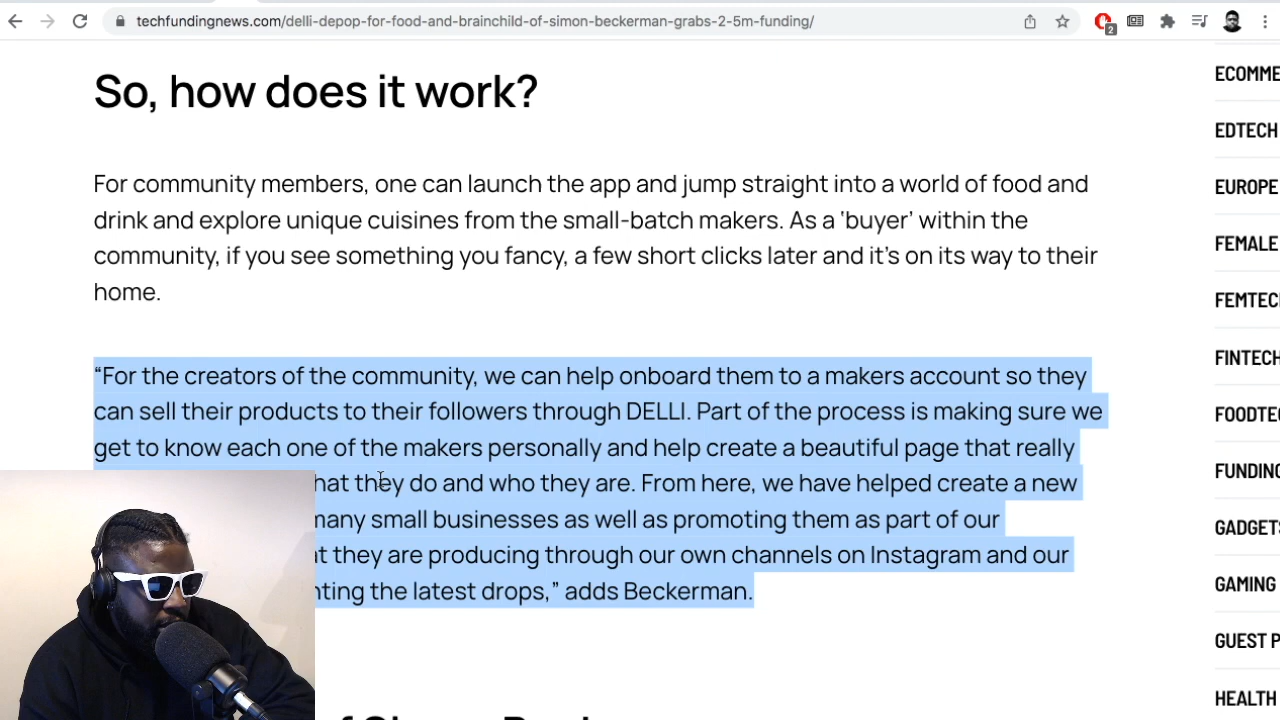 techfundingnews.com/delli-depop-for-food-and-brainchild-of-simon-beckerman-grabs-2-5m-funding/
2
So, how does it work?
For community members, one can launch the app and jump straight into a world of food and
drink and explore unique cuisines from the small-batch makers. As a ‘buyer’ within the
community, if you see something you fancy, a few short clicks later and it’s on its way to their
home.
“For the creators of the community, we can help onboard them to a makers account so they
can sell their products to their followers through DELLI. Part of the process is making sure we
get to know each one of the makers personally and help create a beautiful page that really
they do and who they are. From here, we have helped create a new
many small businesses as well as promoting them as part of our
they are producing through our own channels on Instagram and our
the latest drops,” adds Beckerman.
ECOMME
EDTECH
EUROPE
FEMALE
FEMTEC
FINTECH
FOODTE
FUNDING
GADGET
GAMING
GUEST P
HEALTH